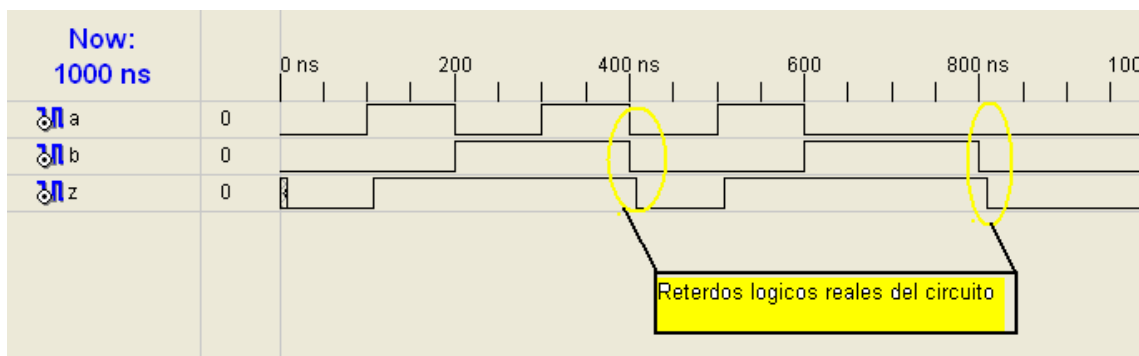 Now:
1000 ns
0 ns 200 400 ns 600 800 ns 100
a 0
b 0
z 0
Reterdos logicos reales del circuito